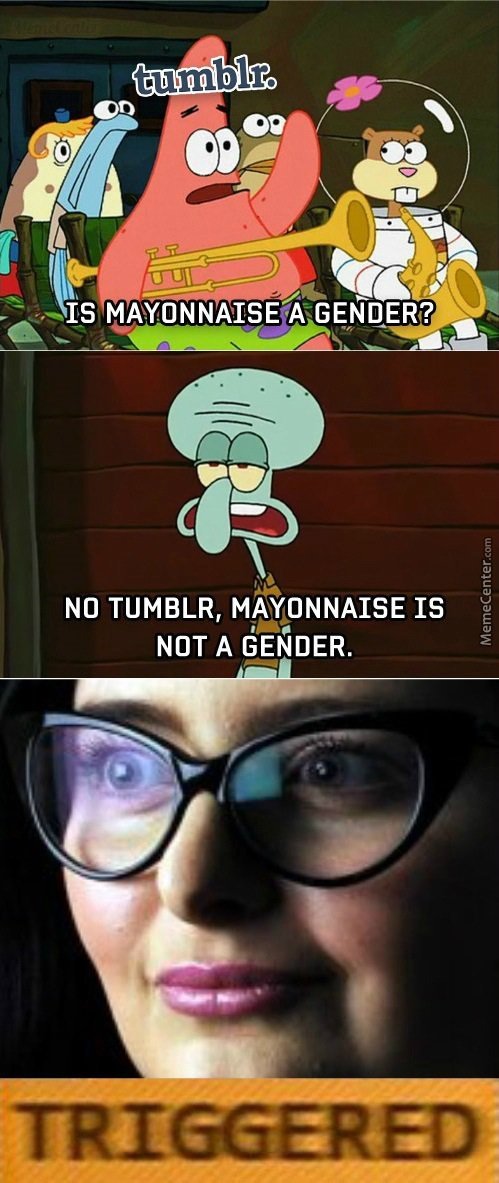 tumblr.
IS MAYONNAISE A GENDER?
NO TUMBLR, MAYONNAISE IS
NOT A GENDER.
MemeCenter.com
TRIGGERED